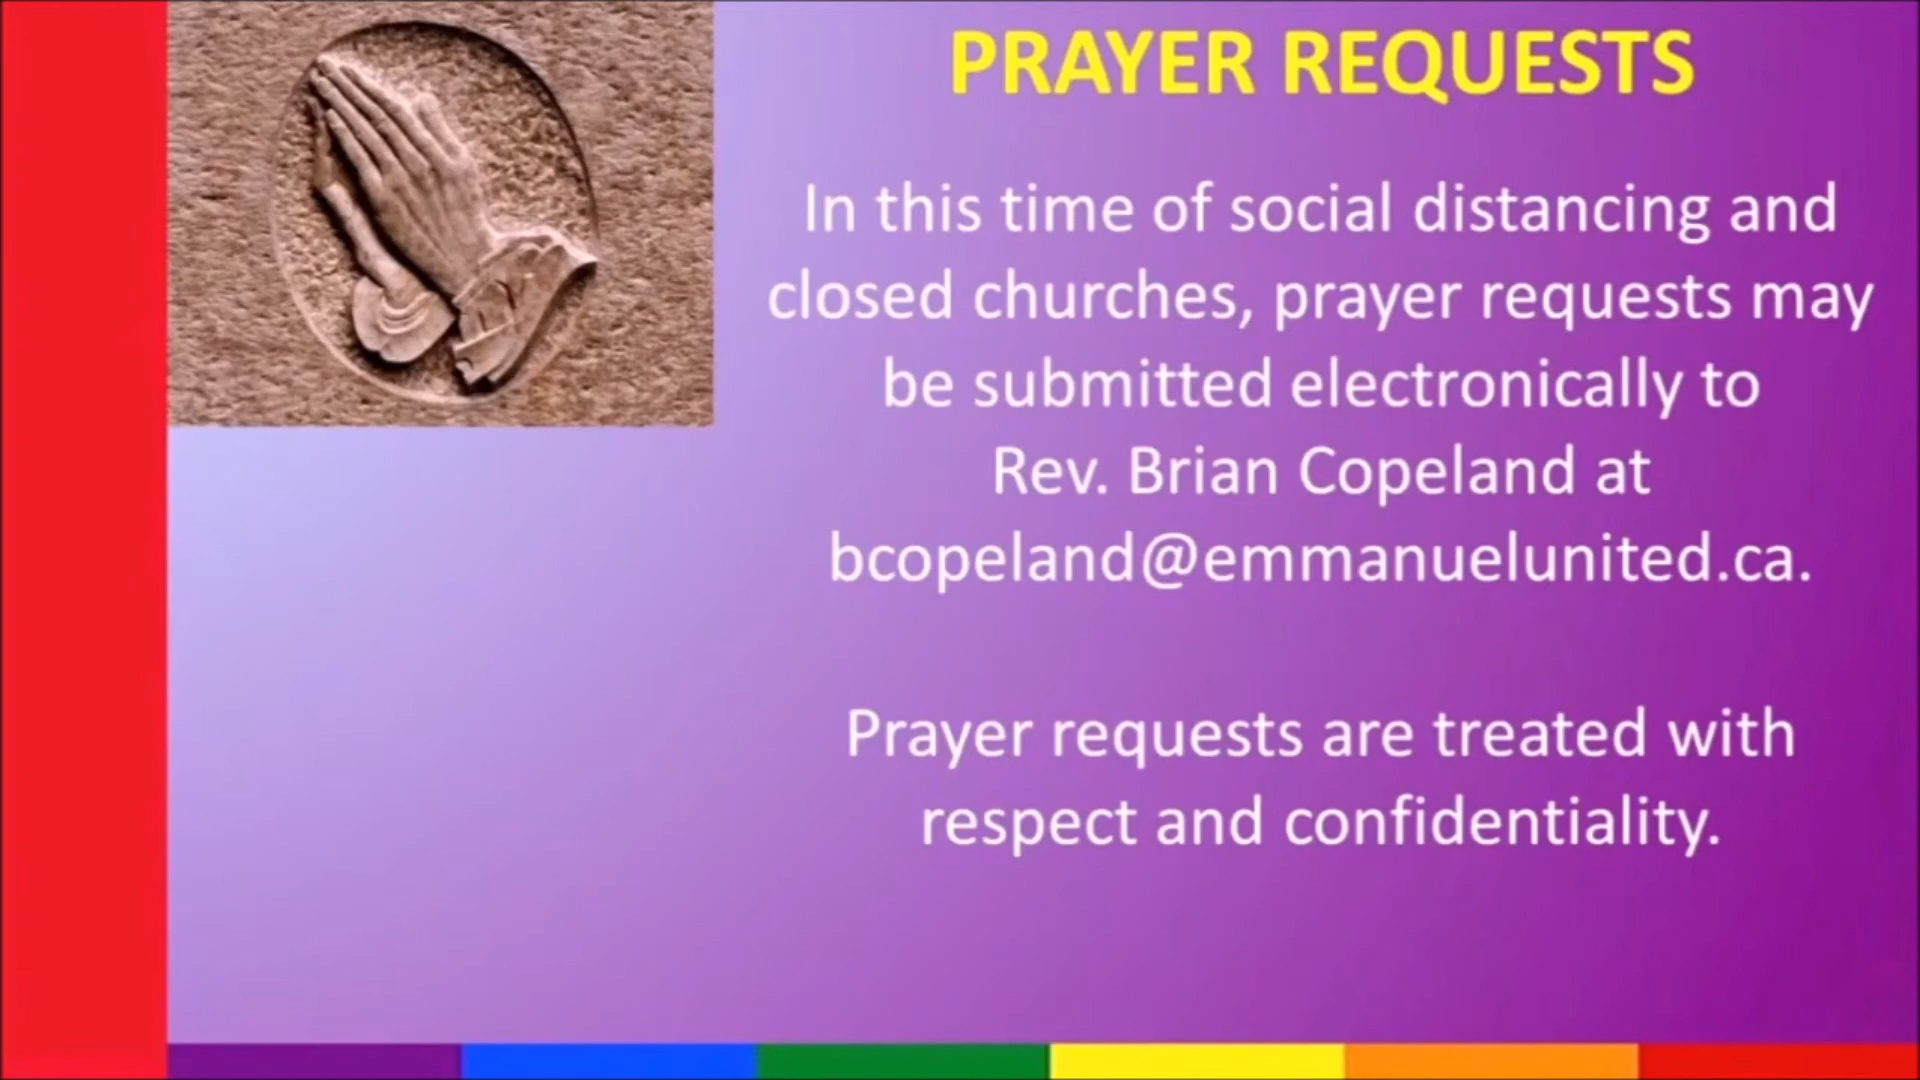 PRAYER REQUESTS
In this time of social distancing and
closed churches, prayer requests may
be submitted electronically to
Rev. Brian Copeland at
bcopeland@emmanuelunited.ca.
Prayer requests are treated with
respect and confidentiality.